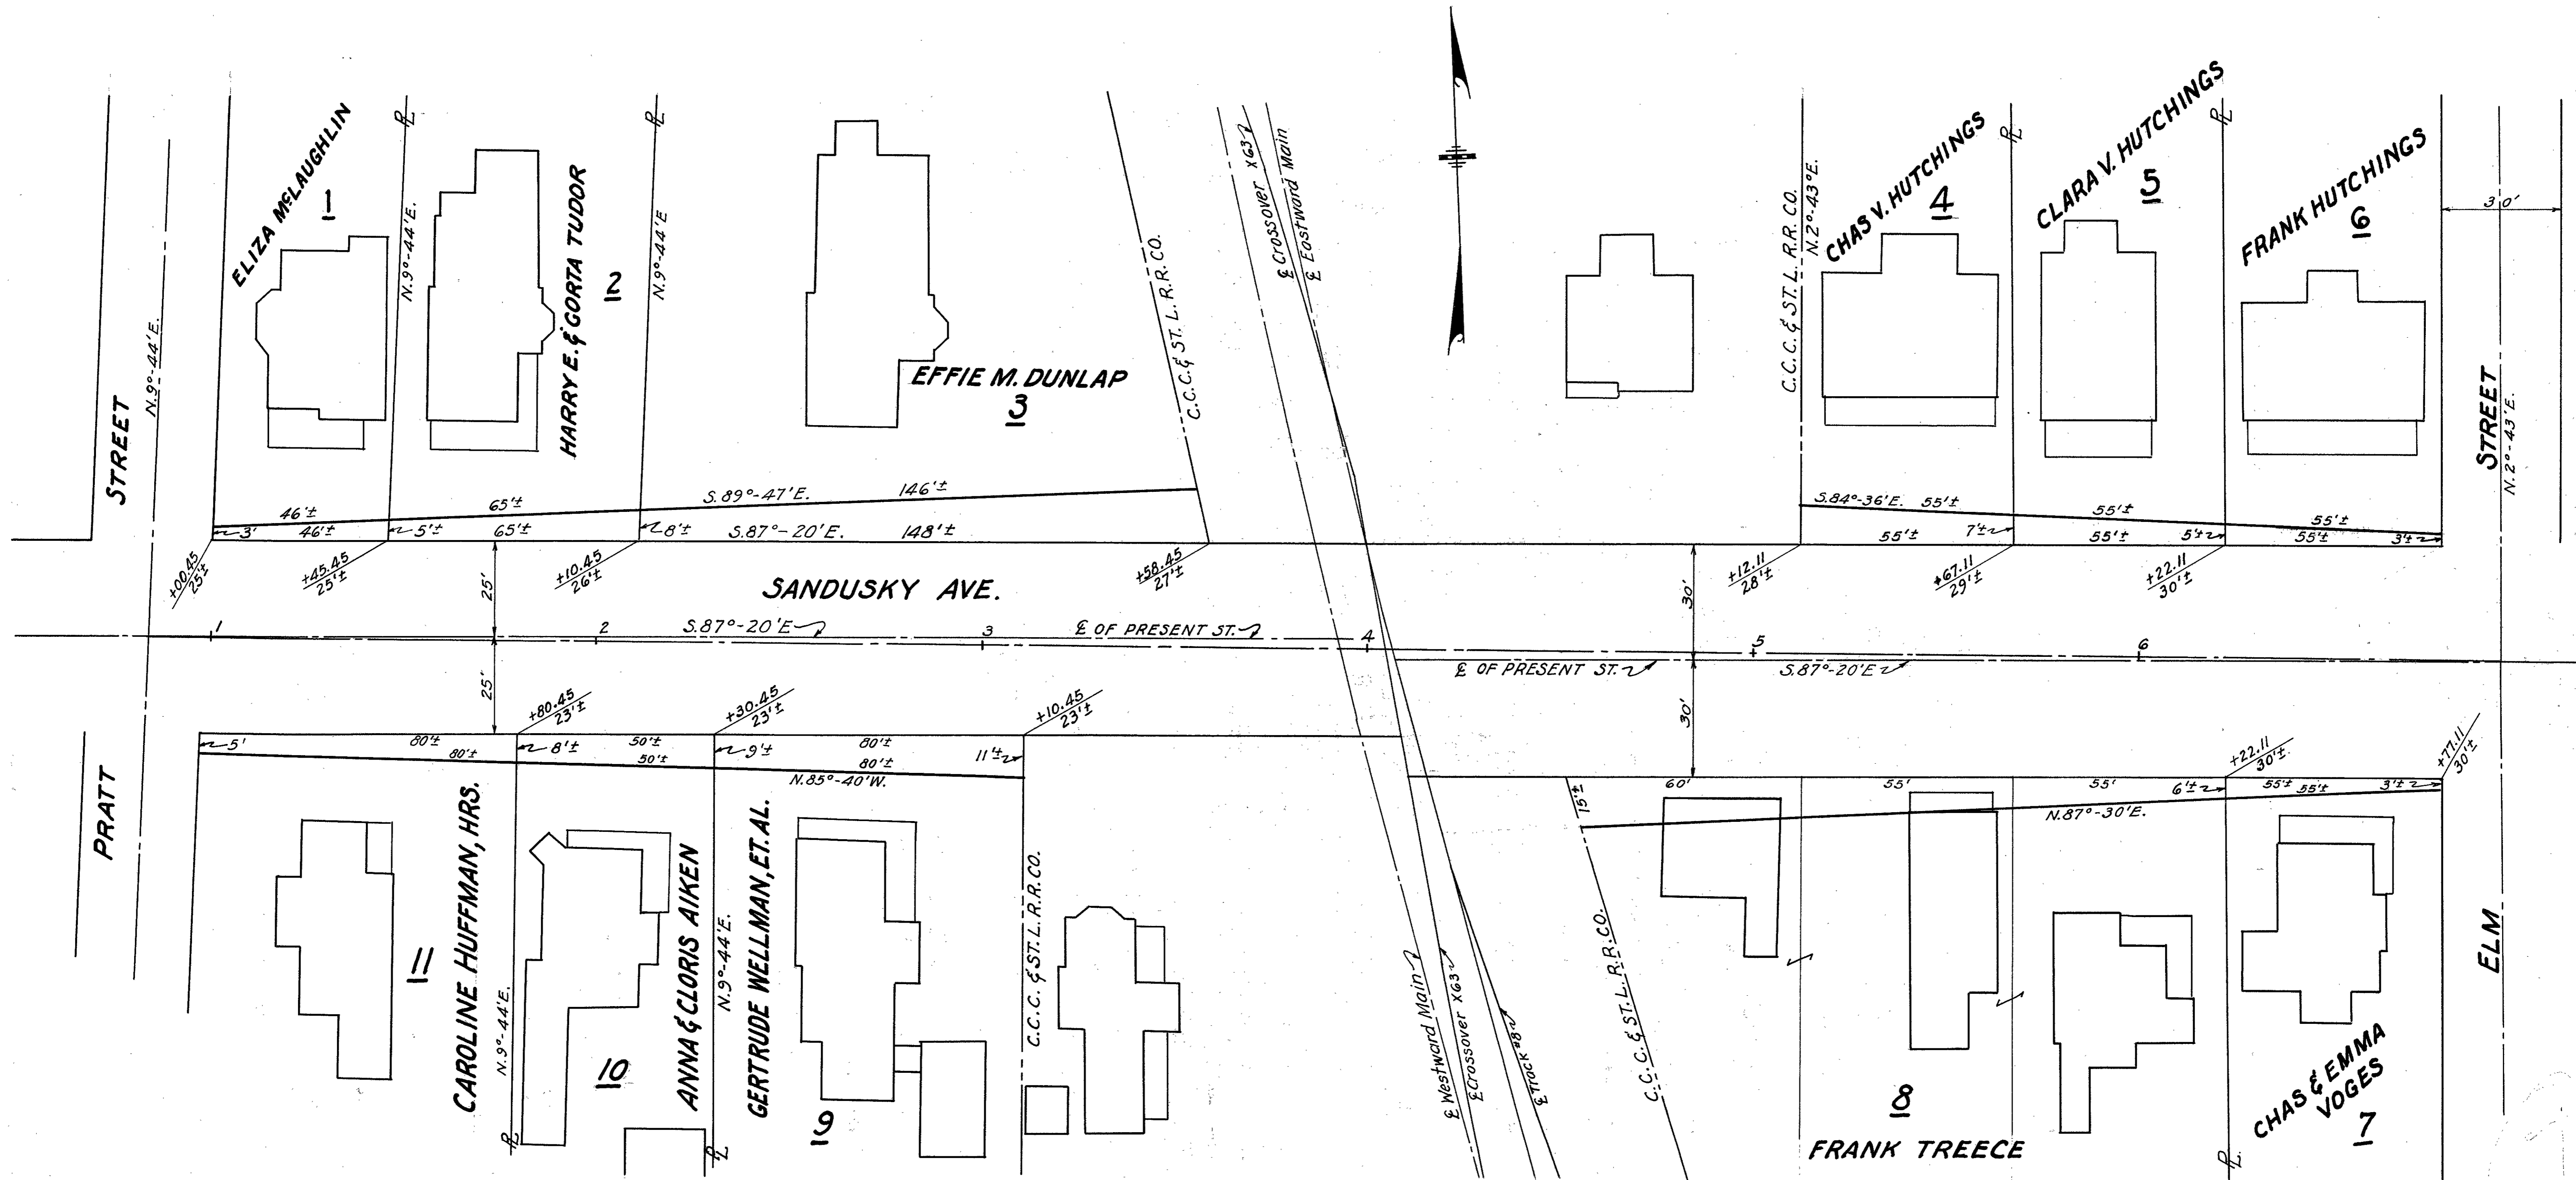 ELIZA McLAUGHLIN
1
PL
N.9°-44'E.
HARRY E. & GORTA TUDOR
2
PL
N.9°-44'E
EFFIE M. DUNLAP
3
C.C.C. & ST. L. R.R. CO.
℄ Crossover X63
℄ Eastward Main
C.C.C. & ST. L. R.R. CO.
N.2°-43'E.
CHAS V. HUTCHINGS
4
PL
CLARA V. HUTCHINGS
5
PL
FRANK HUTCHINGS
6
30'
STREET
N.9°-44'E.
STREET
N.2°-43'E.
46'±
65'±
S.89°-47'E.
146'±
3'
46'±
5'±
65'±
8'±
S.87°-20'E.
148'±
S.84°-36'E.
55'±
55'±
55'±
55'±
7'±
55'±
5'±
55'±
3'±
+00.45
25'±
+45.45
25'±
+10.45
26'±
+58.45
27'±
+12.11
28'±
+67.11
29'±
+22.11
30'±
25'
SANDUSKY AVE.
30'
1
2
S.87°-20'E
3
℄ OF PRESENT ST.
4
5
6
℄ OF PRESENT ST.
S.87°-20'E
25'
30'
+80.45
23'±
+30.45
23'±
+10.45
23'±
+22.11
30'±
+77.11
30'±
5'
80'±
8'±
50'±
9'±
80'±
11'±
80'±
50'±
80'±
N.85°-40'W.
15'±
60'
55'
55'
6'±
55'±
55'±
3'±
N.87°-30'E.
PRATT
11
CAROLINE HUFFMAN, HRS.
N.9°-44'E.
PL
10
ANNA & CLORIS AIKEN
N.9°-44'E.
PL
GERTRUDE WELLMAN, ET. AL.
9
C.C.C. & ST. L. R.R. CO.
℄ Westward Main
℄ Crossover X63
℄ Track #8
C.C.C. & ST. L. R.R. CO.
8
FRANK TREECE
PL
CHAS & EMMA
VOGES
7
ELM